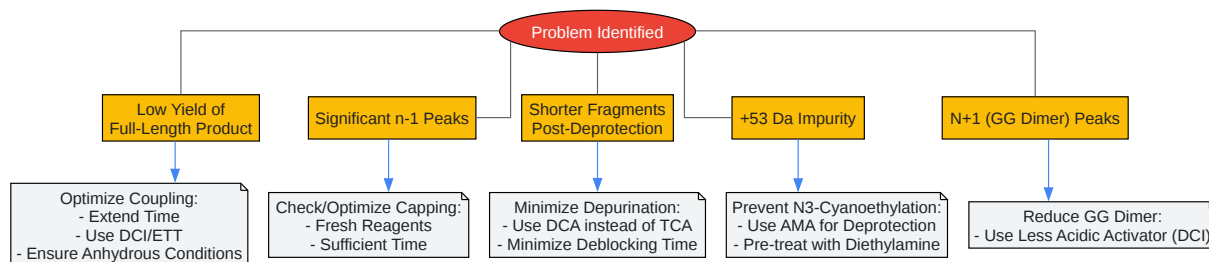 Problem Identified
Low Yield of
Full-Length Product
Significant n-1 Peaks
Shorter Fragments
Post-Deprotection
+53 Da Impurity
N+1 (GG Dimer) Peaks
Optimize Coupling:
- Extend Time
- Use DCI/ETT
- Ensure Anhydrous Conditions
Check/Optimize Capping:
- Fresh Reagents
- Sufficient Time
Minimize Depurination:
- Use DCA instead of TCA
- Minimize Deblocking Time
Prevent N3-Cyanoethylation:
- Use AMA for Deprotection
- Pre-treat with Diethylamine
Reduce GG Dimer:
- Use Less Acidic Activator (DCI)